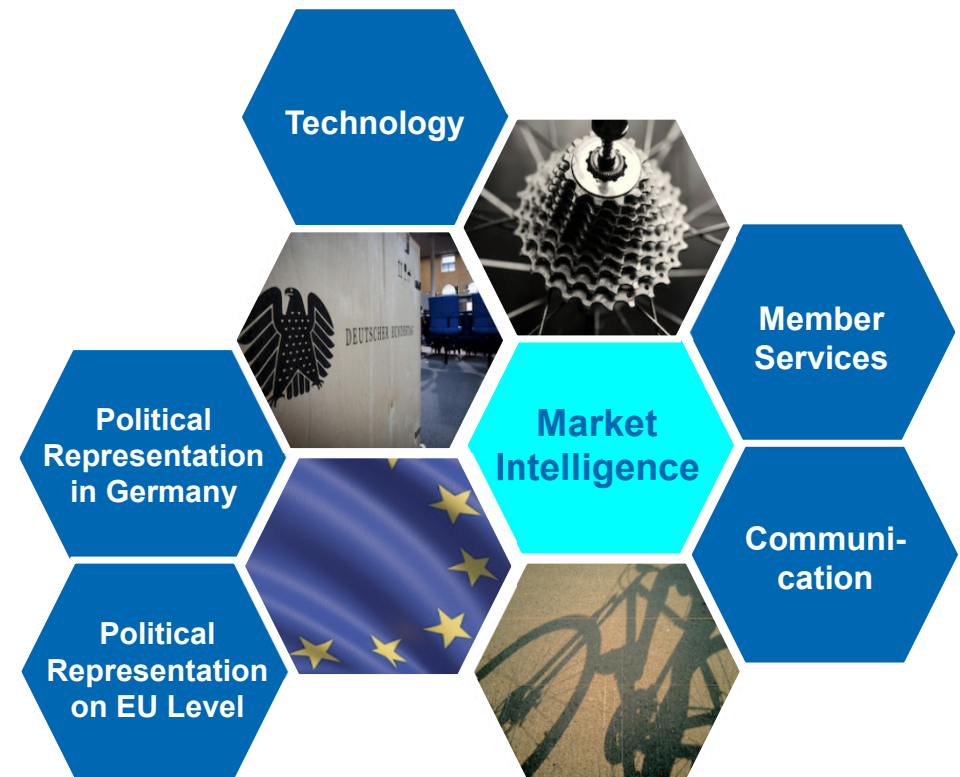 Technology
DEUTSCHER BUNDESTAG
Member
Services
Political
Representation
in Germany
Market
Intelligence
Communi-
cation
Political
Representation
on EU Level